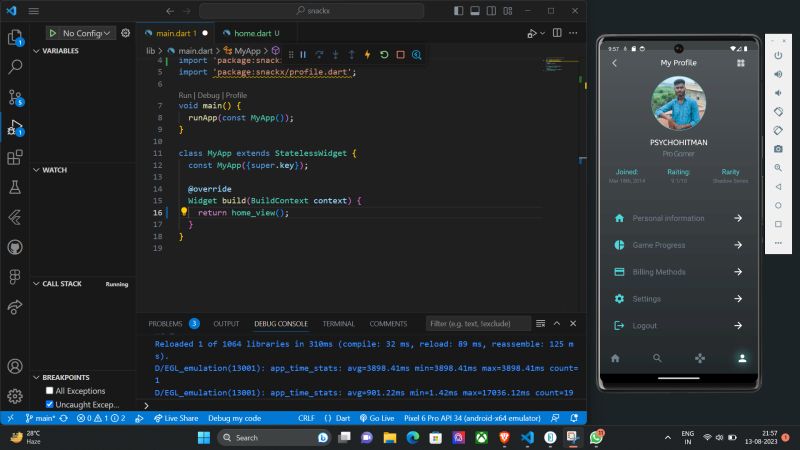 snackx
No Config
main.dart 1
home.dart U
lib > main.dart > MyApp >
VARIABLES
WATCH
CALL STACK
Running
BREAKPOINTS
All Exceptions
Uncaught Excep...
4 import 'package:snack
5 import 'package:snackx/profile.dart';
6
Run | Debug | Profile
7 void main() {
8 runApp(const MyApp());
9 }
10
11 class MyApp extends StatelessWidget {
12 const MyApp({super.key});
13
14 @override
15 Widget build(BuildContext context) {
16 return home_view();
17 }
18 }
19
PROBLEMS 3 OUTPUT DEBUG CONSOLE TERMINAL COMMENTS
Filter (e.g. text, !exclude)
Reloaded 1 of 1064 libraries in 310ms (compile: 32 ms, reload: 89 ms, reassemble: 125 m
s).
D/EGL_emulation(13001): app_time_stats: avg=3898.41ms min=3898.41ms max=3898.41ms count=
1
D/EGL_emulation(13001): app_time_stats: avg=901.22ms min=1.42ms max=17036.12ms count=19
main* 0 1 2 Live Share Debug my code CRLF {} Dart Go Live Pixel 6 Pro API 34 (android-x64 emulator)
9:57
My Profile
PSYCHOHITMAN
Pro Gamer
Joined: Raiting: Rarity
Mar 18th, 2014 9.1/10 Shadow Series
Personal information
Game Progress
Billing Methods
Settings
Logout
28°C
Haze
Search
ENG
IN
21:57
13-08-2023